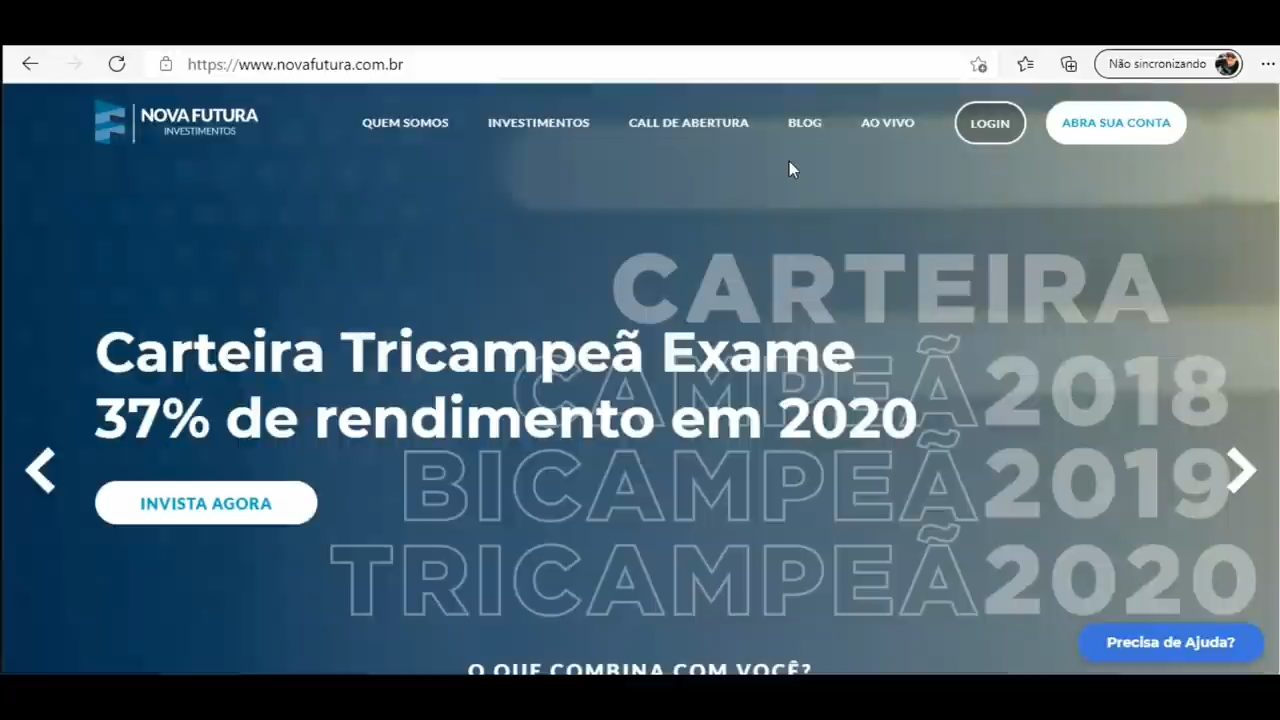 https://www.novafutura.com.br
Não sincronizando
NOVA FUTURA
INVESTIMENTOS
QUEM SOMOS
INVESTIMENTOS
CALL DE ABERTURA
BLOG
AO VIVO
LOGIN
ABRA SUA CONTA
CARTEIRA
Carteira Tricampeã Exame
37% de rendimento em 2020
CAMPEÃ 2018
BICAMPEÃ 2019
TRICAMPEÃ 2020
INVISTA AGORA
Precisa de Ajuda?
O QUE COMBINA COM VOCÊ?